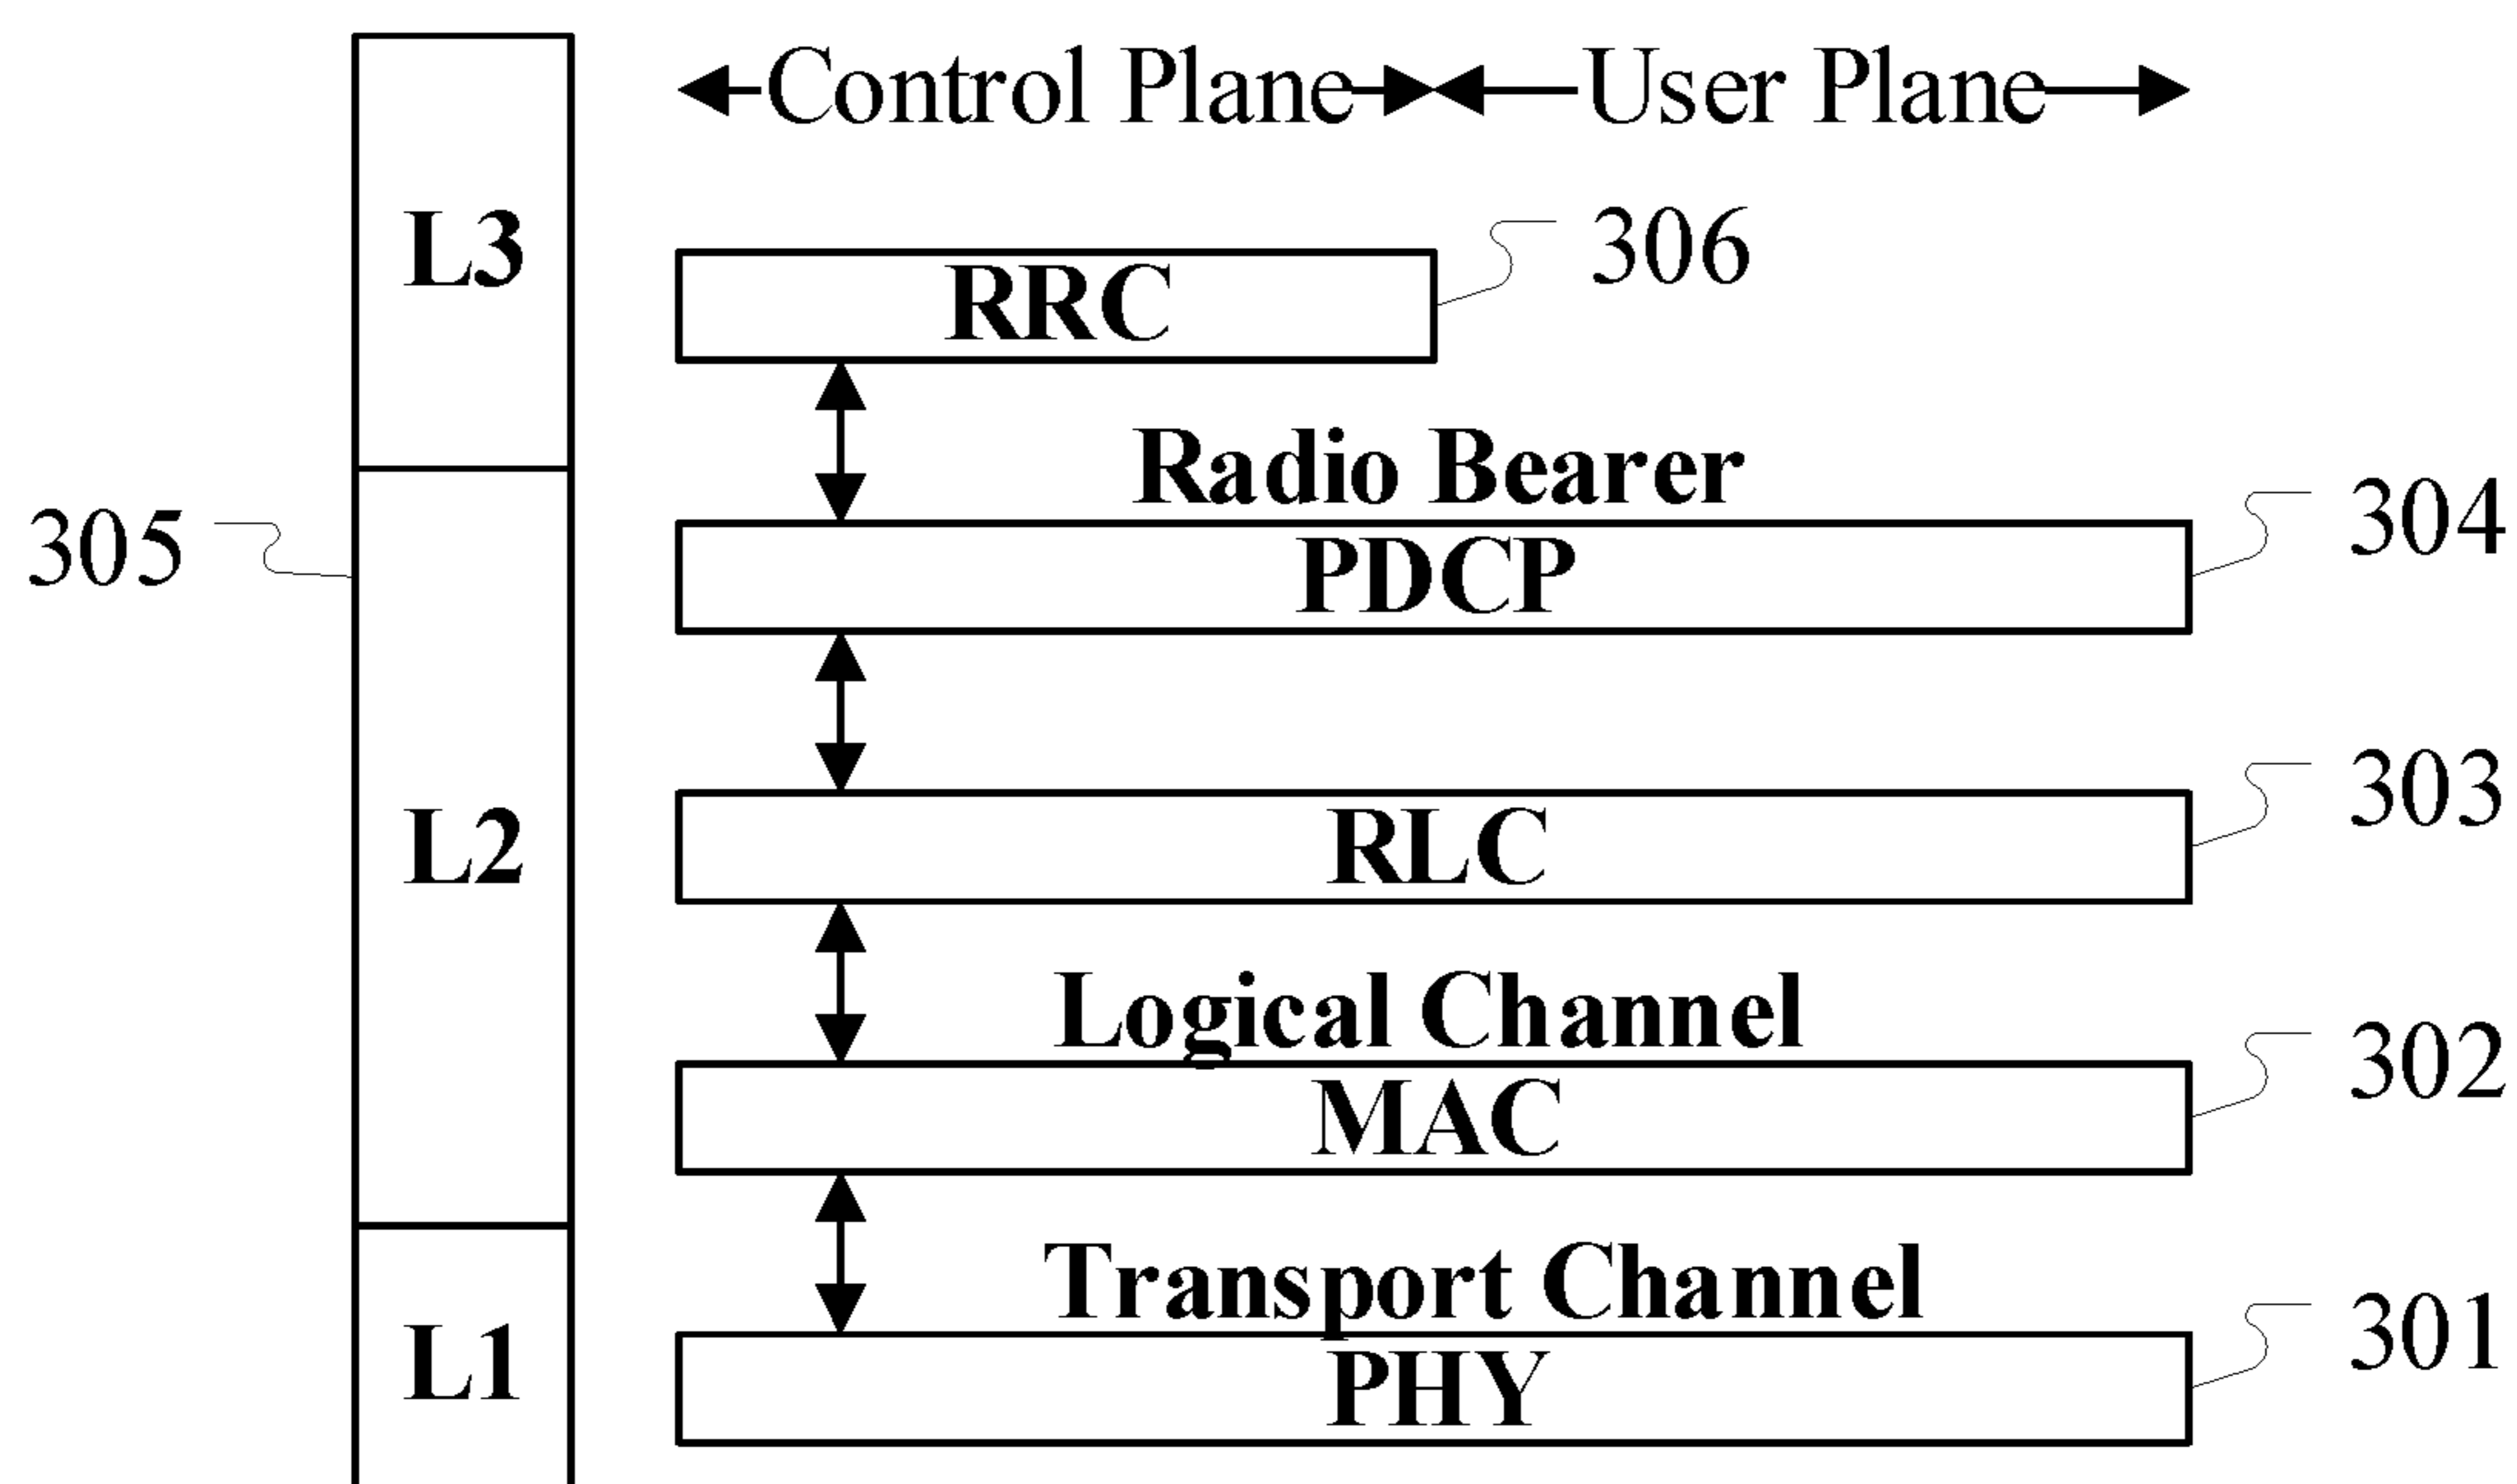 Control Plane User Plane
L3
306
RRC
Radio Bearer
305
304
PDCP
303
L2
RLC
Logical Channel
302
MAC
Transport Channel
301
L1
PHY